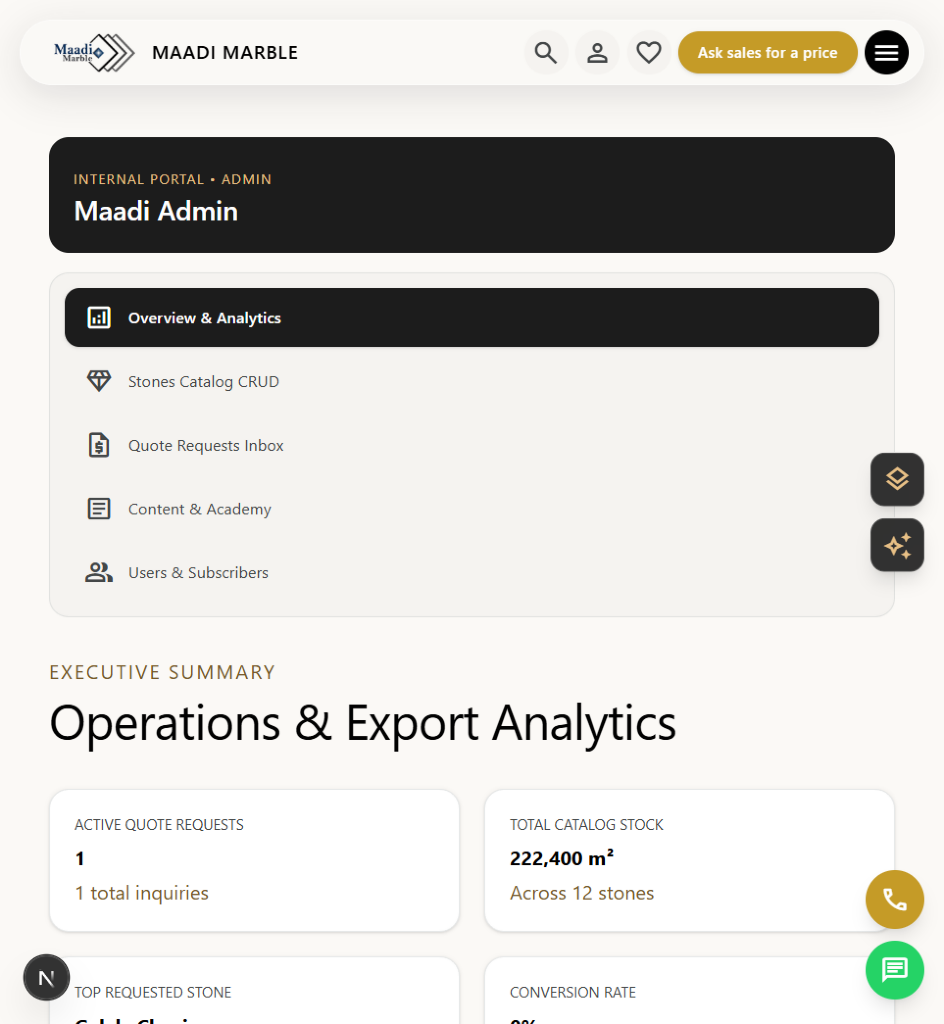 Maadi
Marble
MAADI MARBLE
Ask sales for a price
INTERNAL PORTAL • ADMIN
Maadi Admin
Overview & Analytics
Stones Catalog CRUD
Quote Requests Inbox
Content & Academy
Users & Subscribers
EXECUTIVE SUMMARY
Operations & Export Analytics
ACTIVE QUOTE REQUESTS
1
1 total inquiries
TOTAL CATALOG STOCK
222,400 m²
Across 12 stones
N
TOP REQUESTED STONE
CONVERSION RATE